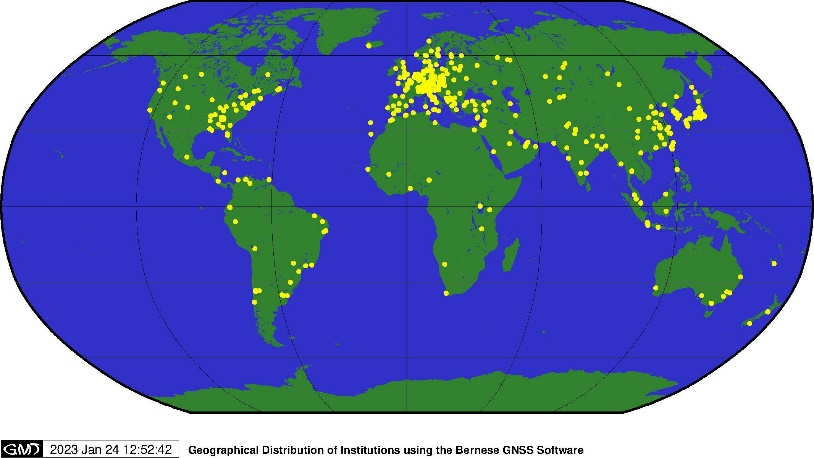 GMT 2023 Jan 24 12:52:42 Geographical Distribution of Institutions using the Bernese GNSS Software